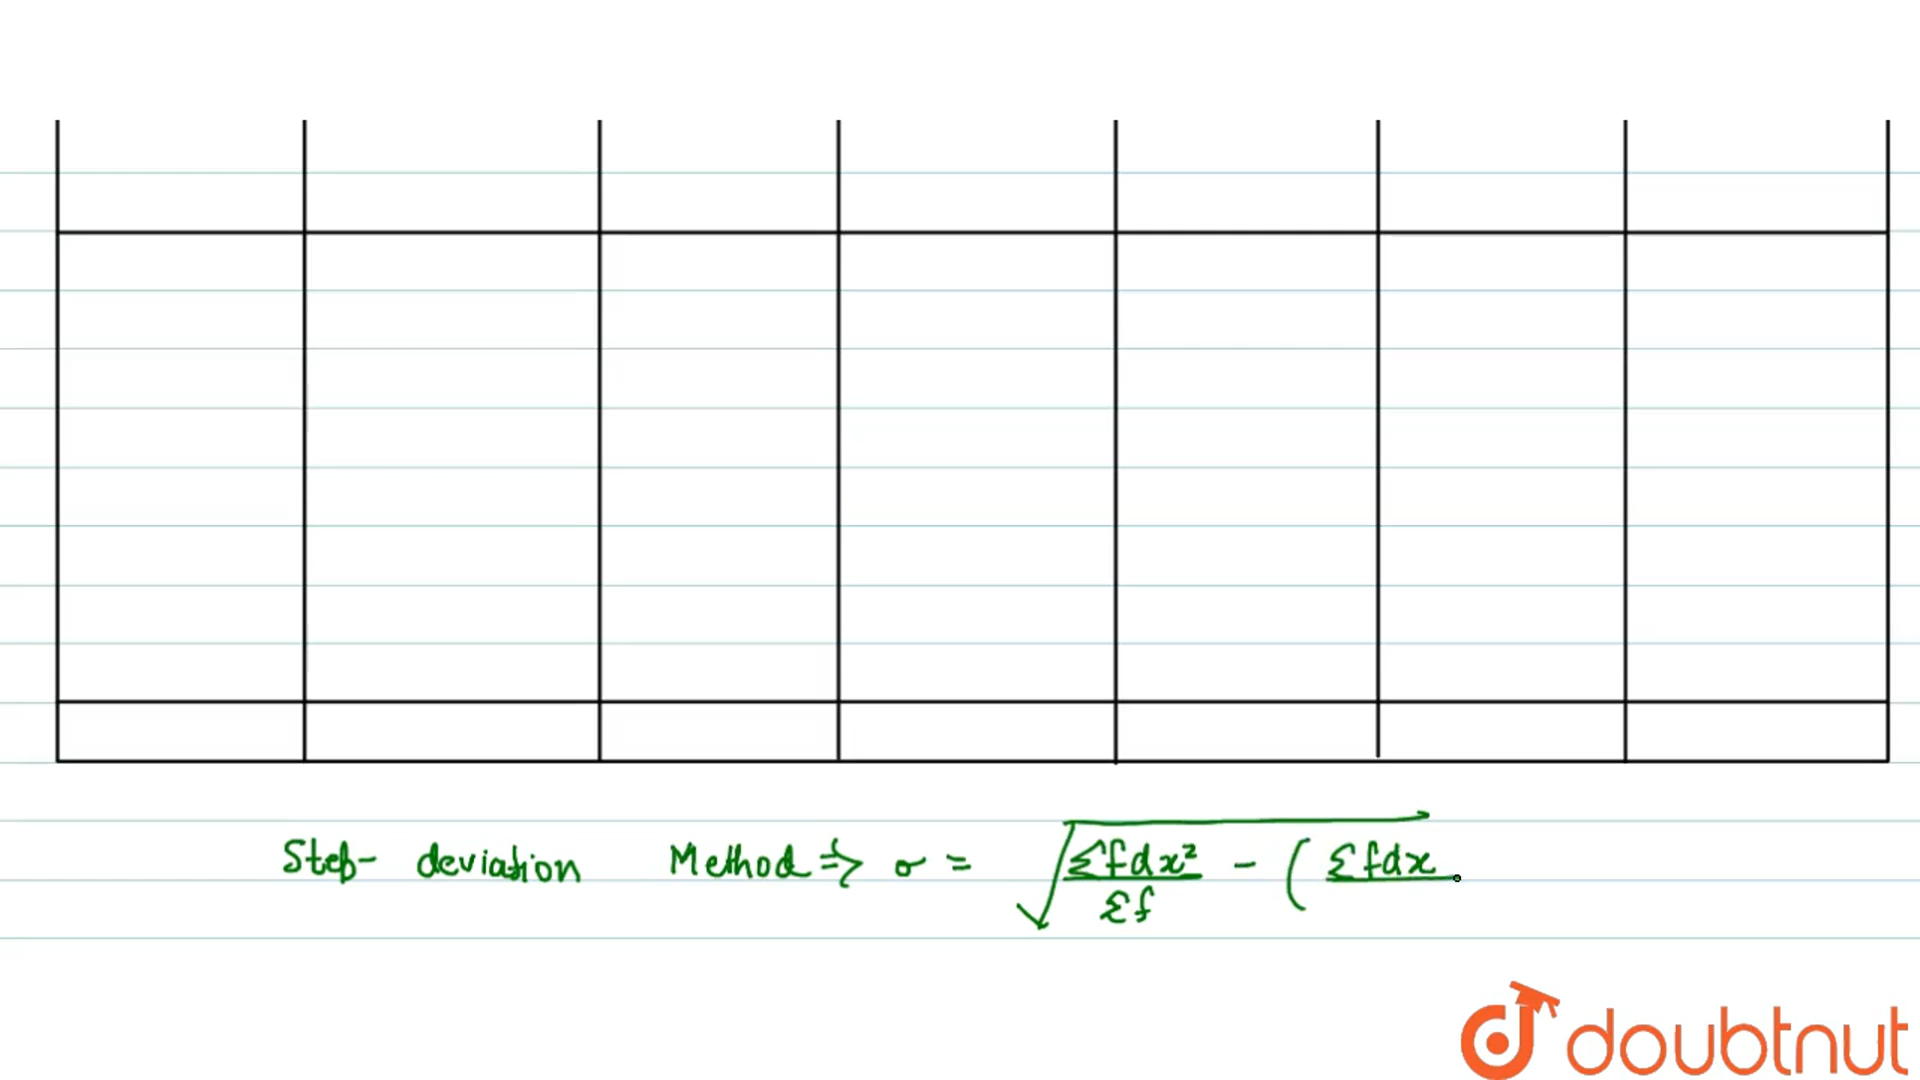 Step- deviation Method ⇒ σ = √ Σfdx²/Σf - ( Σfdx
doubtnut